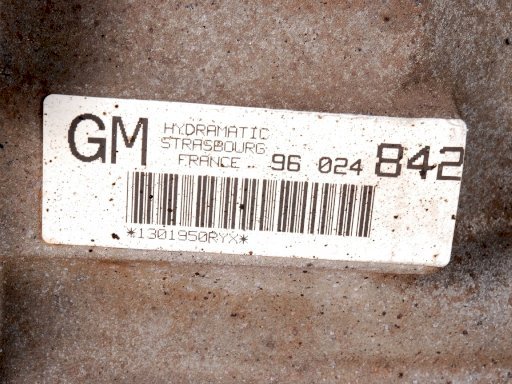 GM HYDRAMATIC
STRASBOURG
FRANCE 96 024 842
*1301950RYX*